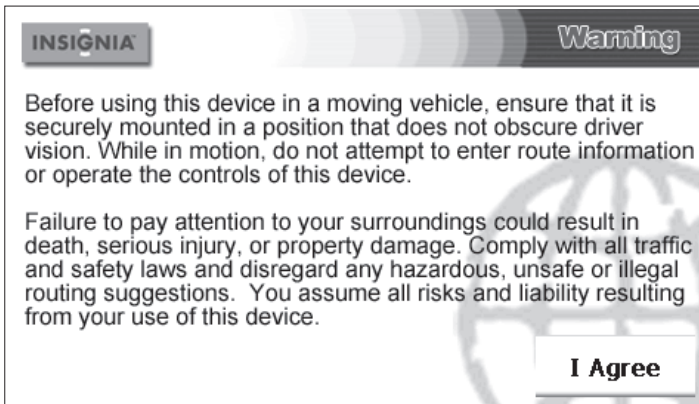 INSIGNIA
Warning
Before using this device in a moving vehicle, ensure that it is
securely mounted in a position that does not obscure driver
vision. While in motion, do not attempt to enter route information
or operate the controls of this device.
Failure to pay attention to your surroundings could result in
death, serious injury, or property damage. Comply with all traffic
and safety laws and disregard any hazardous, unsafe or illegal
routing suggestions.  You assume all risks and liability resulting
from your use of this device.
I Agree